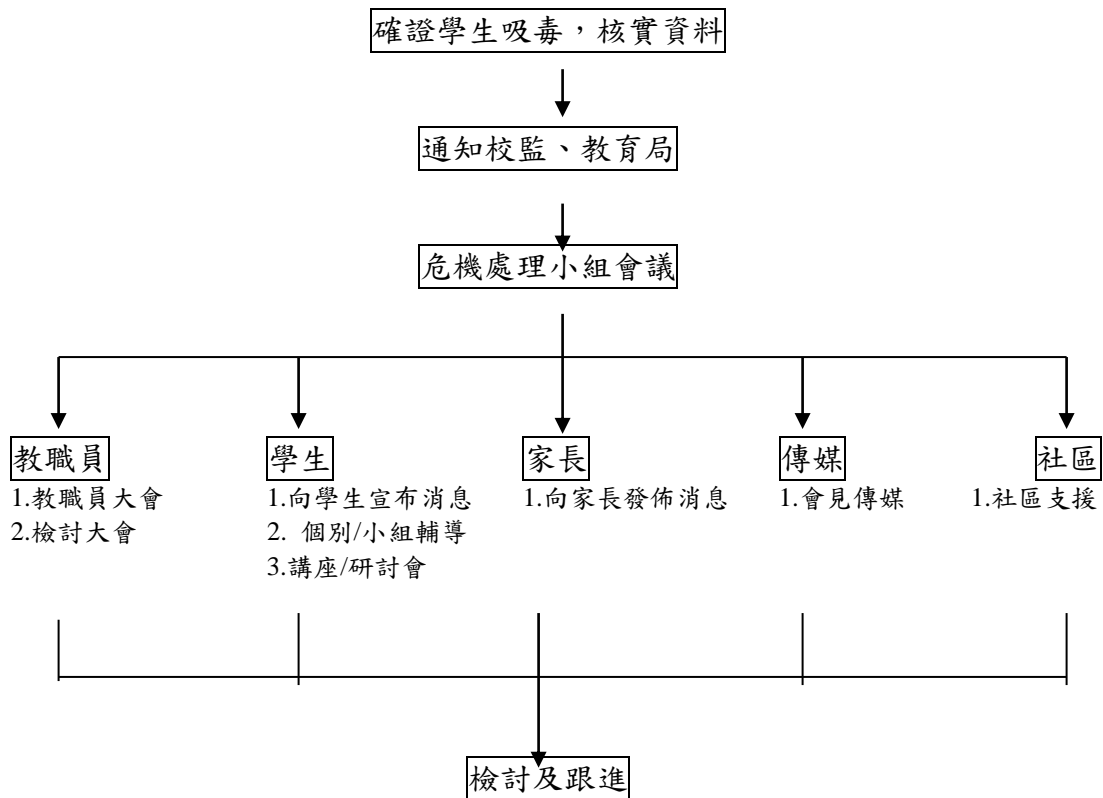 確證學生吸毒，核實資料
通知校監、教育局
危機處理小組會議
教職員
1.教職員大會
2.檢討大會
學生
1.向學生宣布消息
2. 個別/小組輔導
3.講座/研討會
家長
1.向家長發佈消息
傳媒
1.會見傳媒
社區
1.社區支援
檢討及跟進